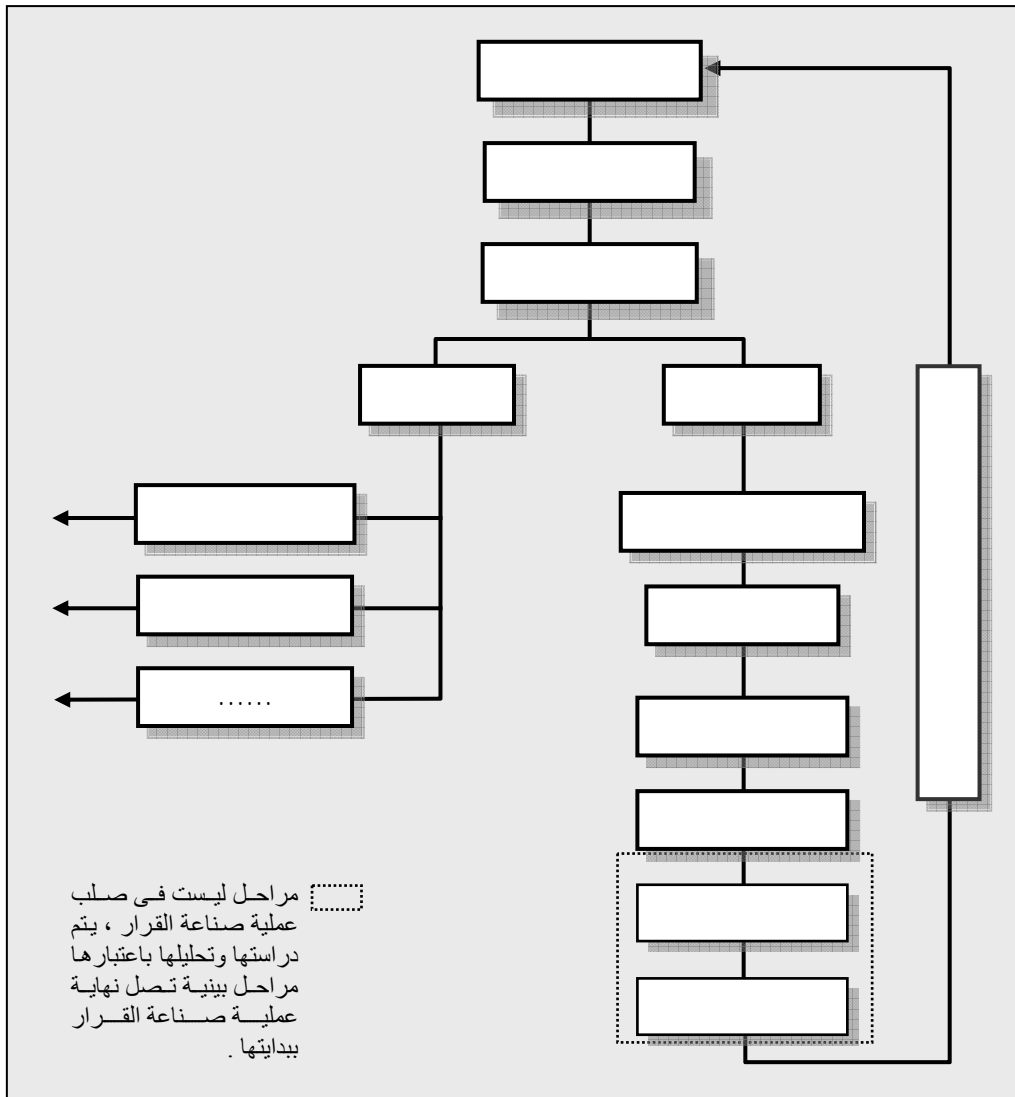 ......
مراحل ليست فى صلب
عملية صناعة القرار ، يتم
دراستها وتحليلها باعتبارها
مراحل بينية تصل نهاية
عملية صناعة القرار
ببدايتها .